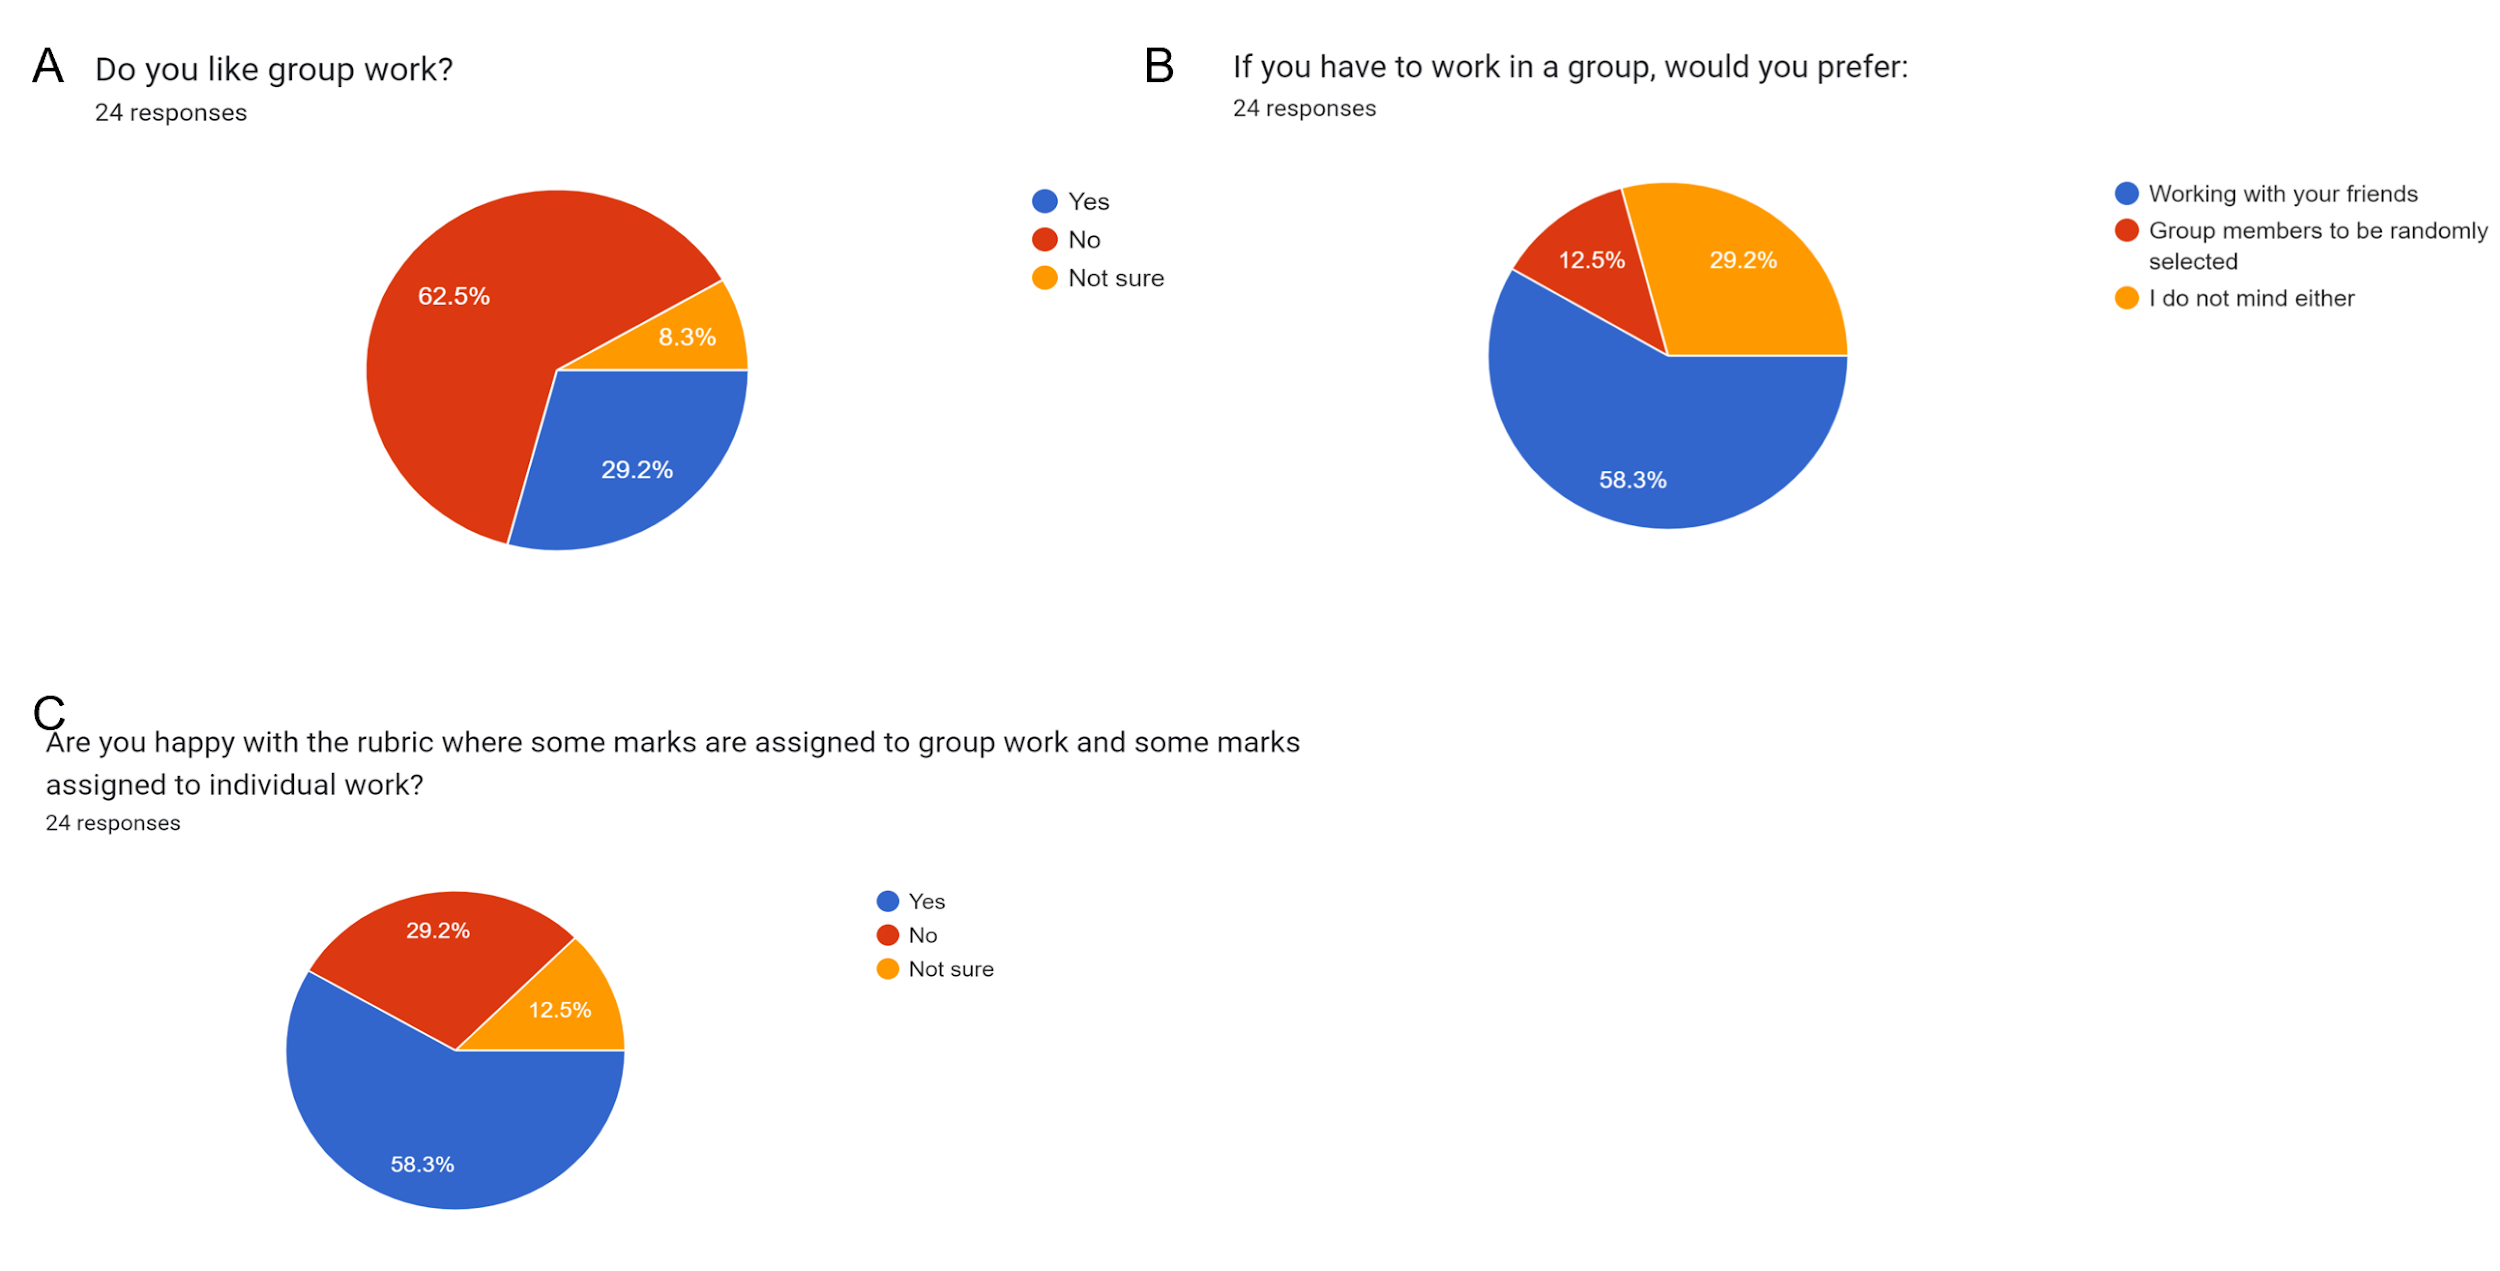 A
Do you like group work?
24 responses
Yes
No
Not sure
62.5%
8.3%
29.2%
B
If you have to work in a group, would you prefer:
24 responses
Working with your friends
Group members to be randomly
selected
I do not mind either
12.5%
29.2%
58.3%
C
Are you happy with the rubric where some marks are assigned to group work and some marks
assigned to individual work?
24 responses
Yes
No
Not sure
29.2%
12.5%
58.3%